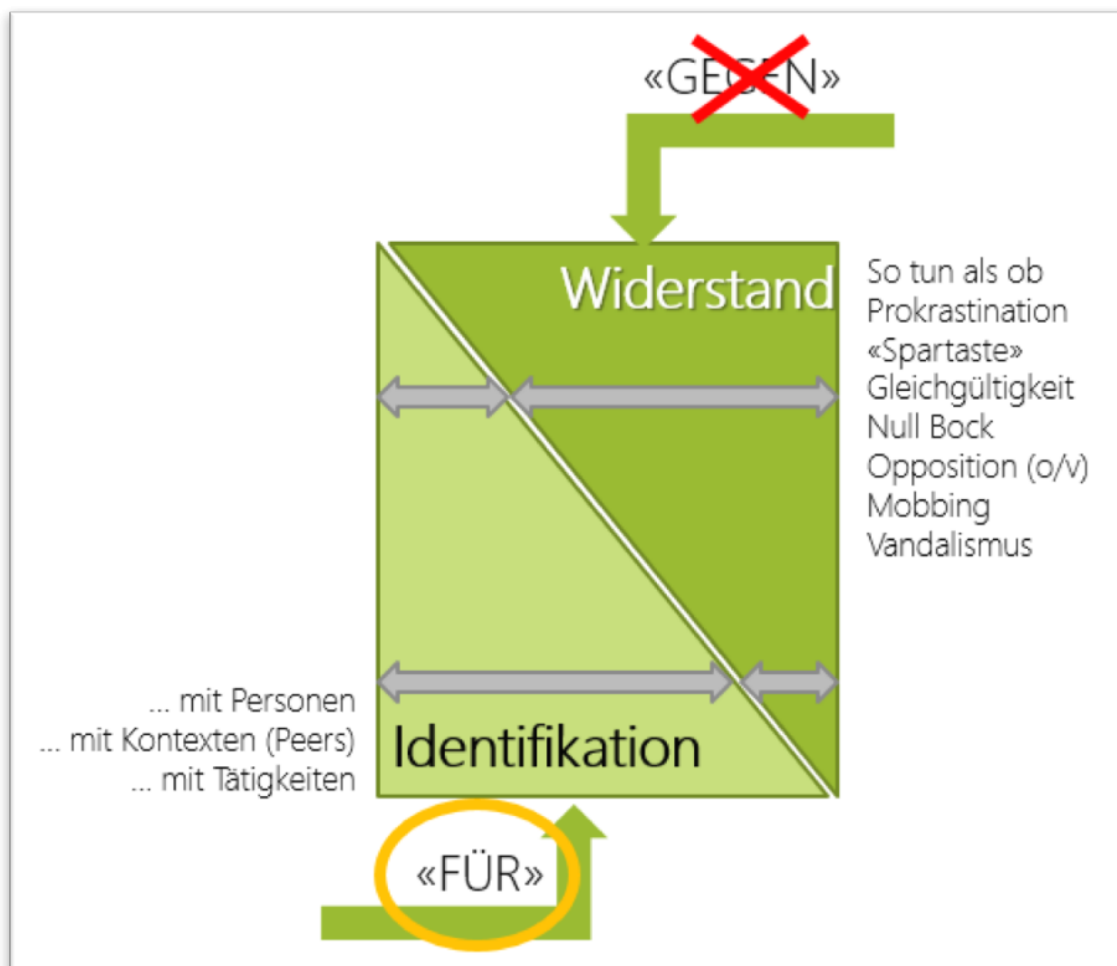 «GEGEN»
Widerstand
So tun als ob
Prokrastination
«Spartaste»
Gleichgültigkeit
Null Bock
Opposition (o/v)
Mobbing
Vandalismus
... mit Personen
... mit Kontexten (Peers)
... mit Tätigkeiten
Identifikation
«FÜR»